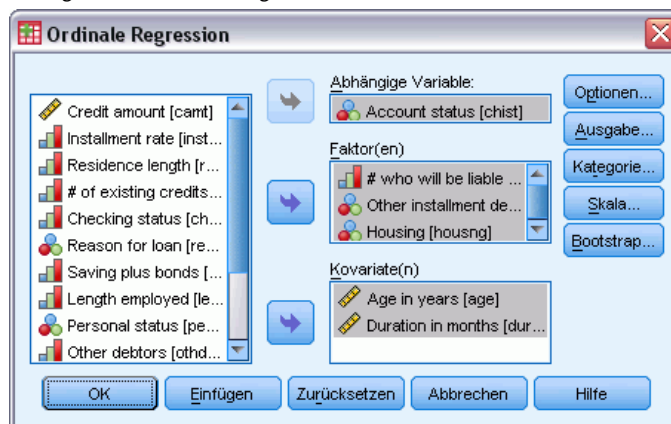 Ordinale Regression
Credit amount [camt]
Installment rate [inst...
Residence length [r...
# of existing credits...
Checking status [ch...
Reason for loan [re...
Saving plus bonds [...
Length employed [le...
Personal status [pe...
Other debtors [othd...
Abhängige Variable:
Account status [chist]
Faktor(en)
# who will be liable ...
Other installment de...
Housing [housng]
Kovariate(n)
Age in years [age]
Duration in months [dur...
Optionen...
Ausgabe...
Kategorie...
Skala...
Bootstrap...
OK
Einfügen
Zurücksetzen
Abbrechen
Hilfe